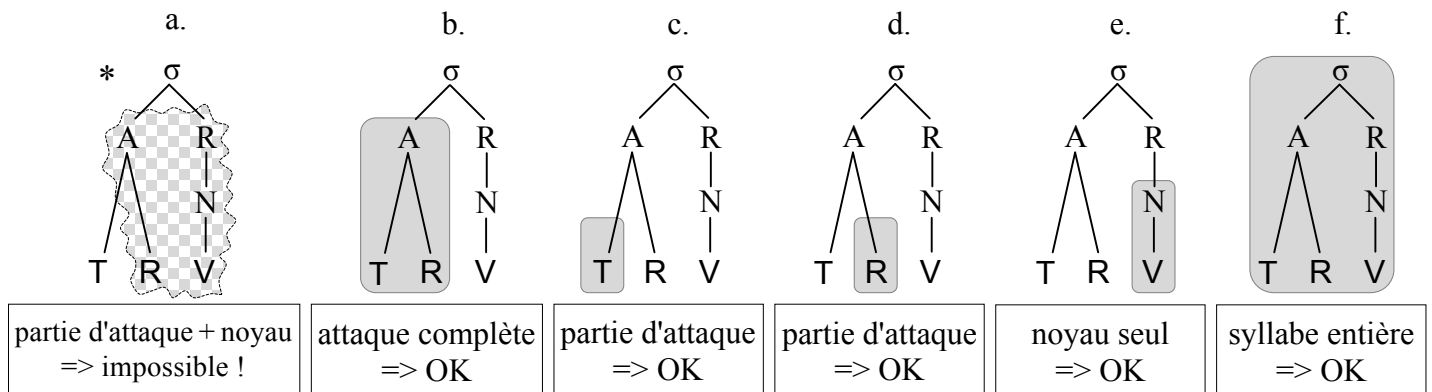 a. b. c. d. e. f.
* σ σ σ σ σ σ
A R A R A R A R A R A R
N N N N N N
T R V T R V T R V T R V T R V T R V
partie d'attaque + noyau
=> impossible !
attaque complète
=> OK
partie d'attaque
=> OK
partie d'attaque
=> OK
noyau seul
=> OK
syllabe entière
=> OK